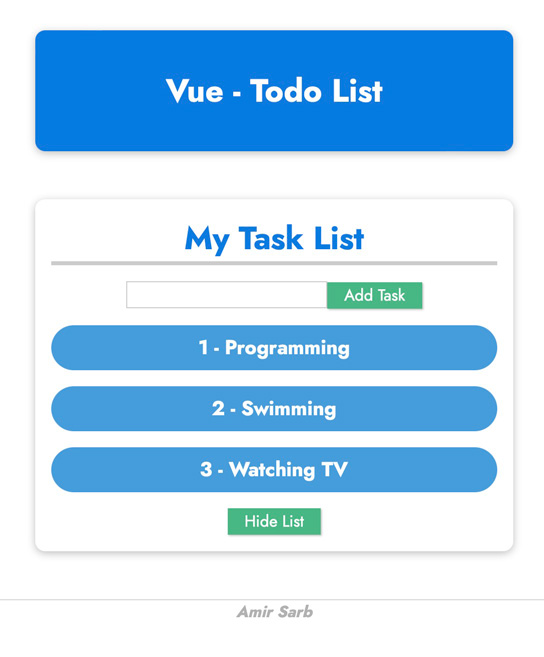 Vue - Todo List
My Task List
Add Task
1 - Programming
2 - Swimming
3 - Watching TV
Hide List
Amir Sarb